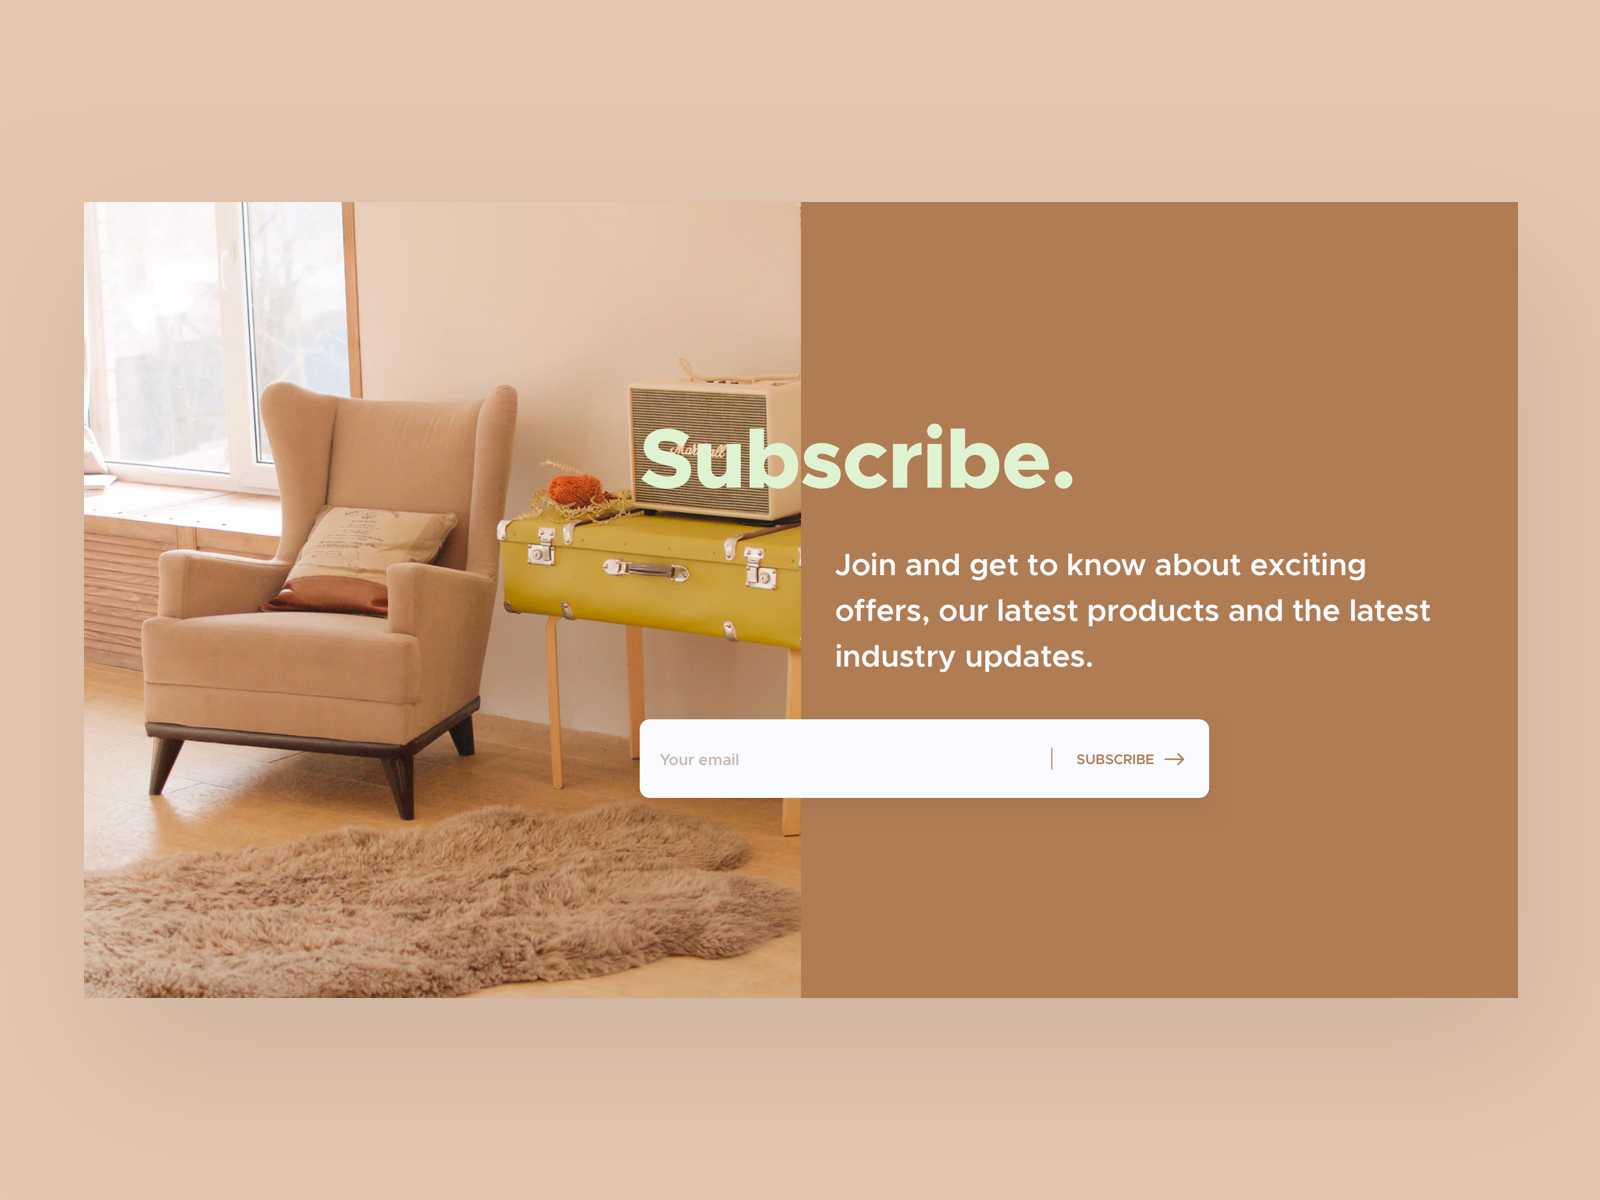 Subscribe.
Join and get to know about exciting
offers, our latest products and the latest
industry updates.
Your email
SUBSCRIBE